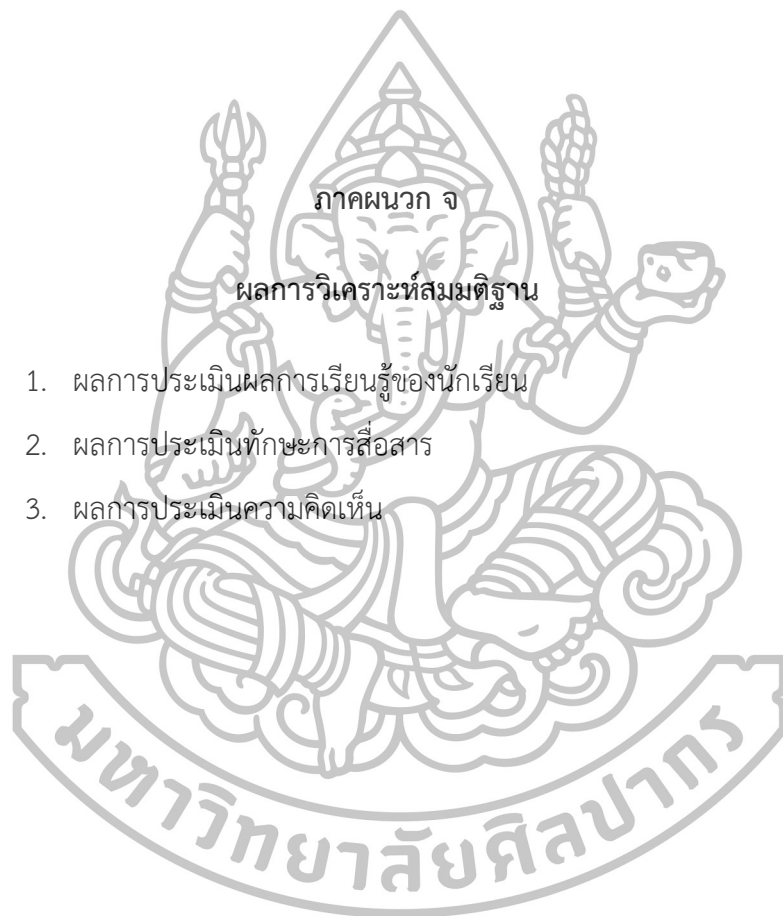 ภาคผนวก จ
ผลการวิเคราะห์สมมติฐาน
1. ผลการประเมินผลการเรียนรู้ของนักเรียน
2. ผลการประเมินทักษะการสื่อสาร
3. ผลการประเมินความคิดเห็น
มหาวิทยาลัยศิลปากร